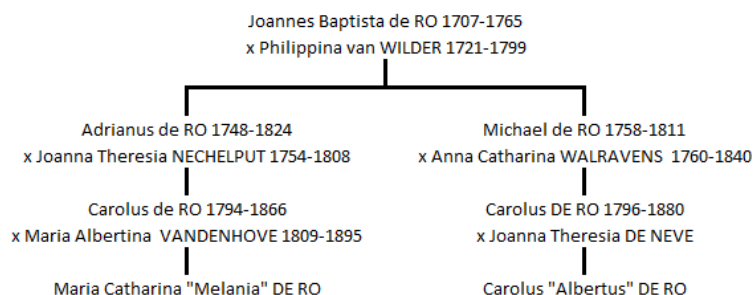 Joannes Baptista de RO 1707-1765
x Philippina van WILDER 1721-1799
Adrianus de RO 1748-1824
x Joanna Theresia NECHELPUT 1754-1808
Michael de RO 1758-1811
x Anna Catharina WALRAVENS 1760-1840
Carolus de RO 1794-1866
x Maria Albertina VANDENHOVE 1809-1895
Carolus DE RO 1796-1880
x Joanna Theresia DE NEVE
Maria Catharina "Melania" DE RO
Carolus "Albertus" DE RO